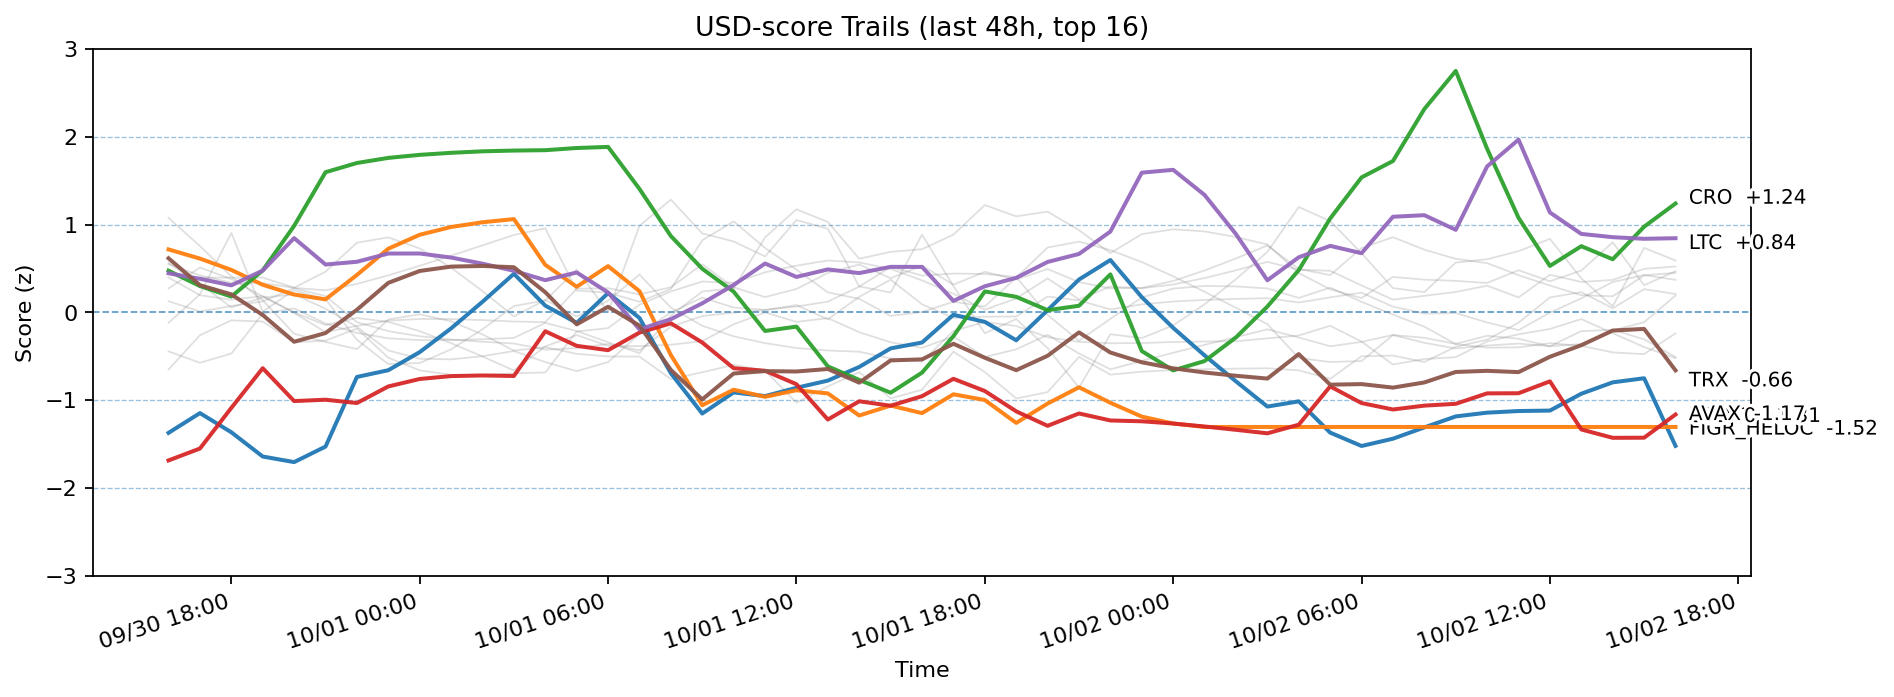 USD-score Trails (last 48h, top 16)
Score (z)
3
2
1
0
−1
−2
−3
CRO +1.24
LTC +0.84
TRX -0.66
AVAX -1.17
FIGR_HELOC -1.52
09/30 18:00
10/01 00:00
10/01 06:00
10/01 12:00
10/01 18:00
10/02 00:00
10/02 06:00
10/02 12:00
10/02 18:00
Time